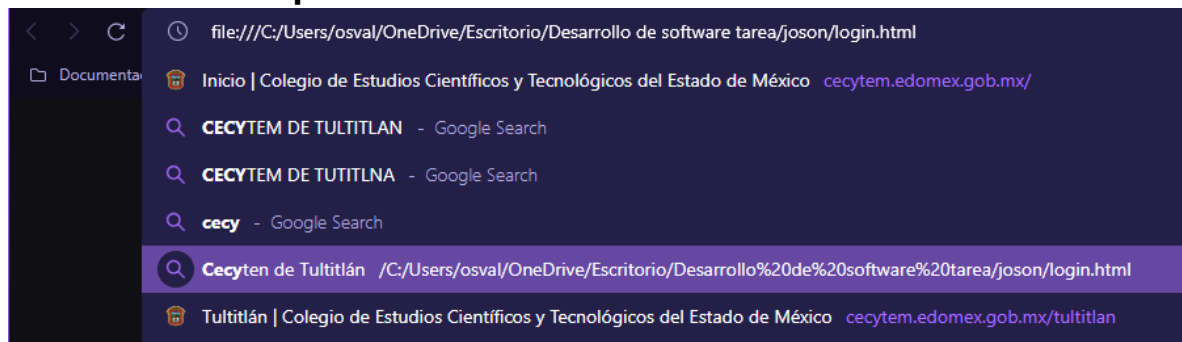 file:///C:/Users/osval/OneDrive/Escritorio/Desarrollo de software tarea/joson/login.html
Documenta
Inicio | Colegio de Estudios Científicos y Tecnológicos del Estado de México cecytem.edomex.gob.mx/
CECYTEM DE TULTITLAN - Google Search
CECYTEM DE TUTITLNA - Google Search
cecy - Google Search
Cecyten de Tultitlán /C:/Users/osval/OneDrive/Escritorio/Desarrollo%20de%20software%20tarea/joson/login.html
Tultitlán | Colegio de Estudios Científicos y Tecnológicos del Estado de México cecytem.edomex.gob.mx/tultitlan